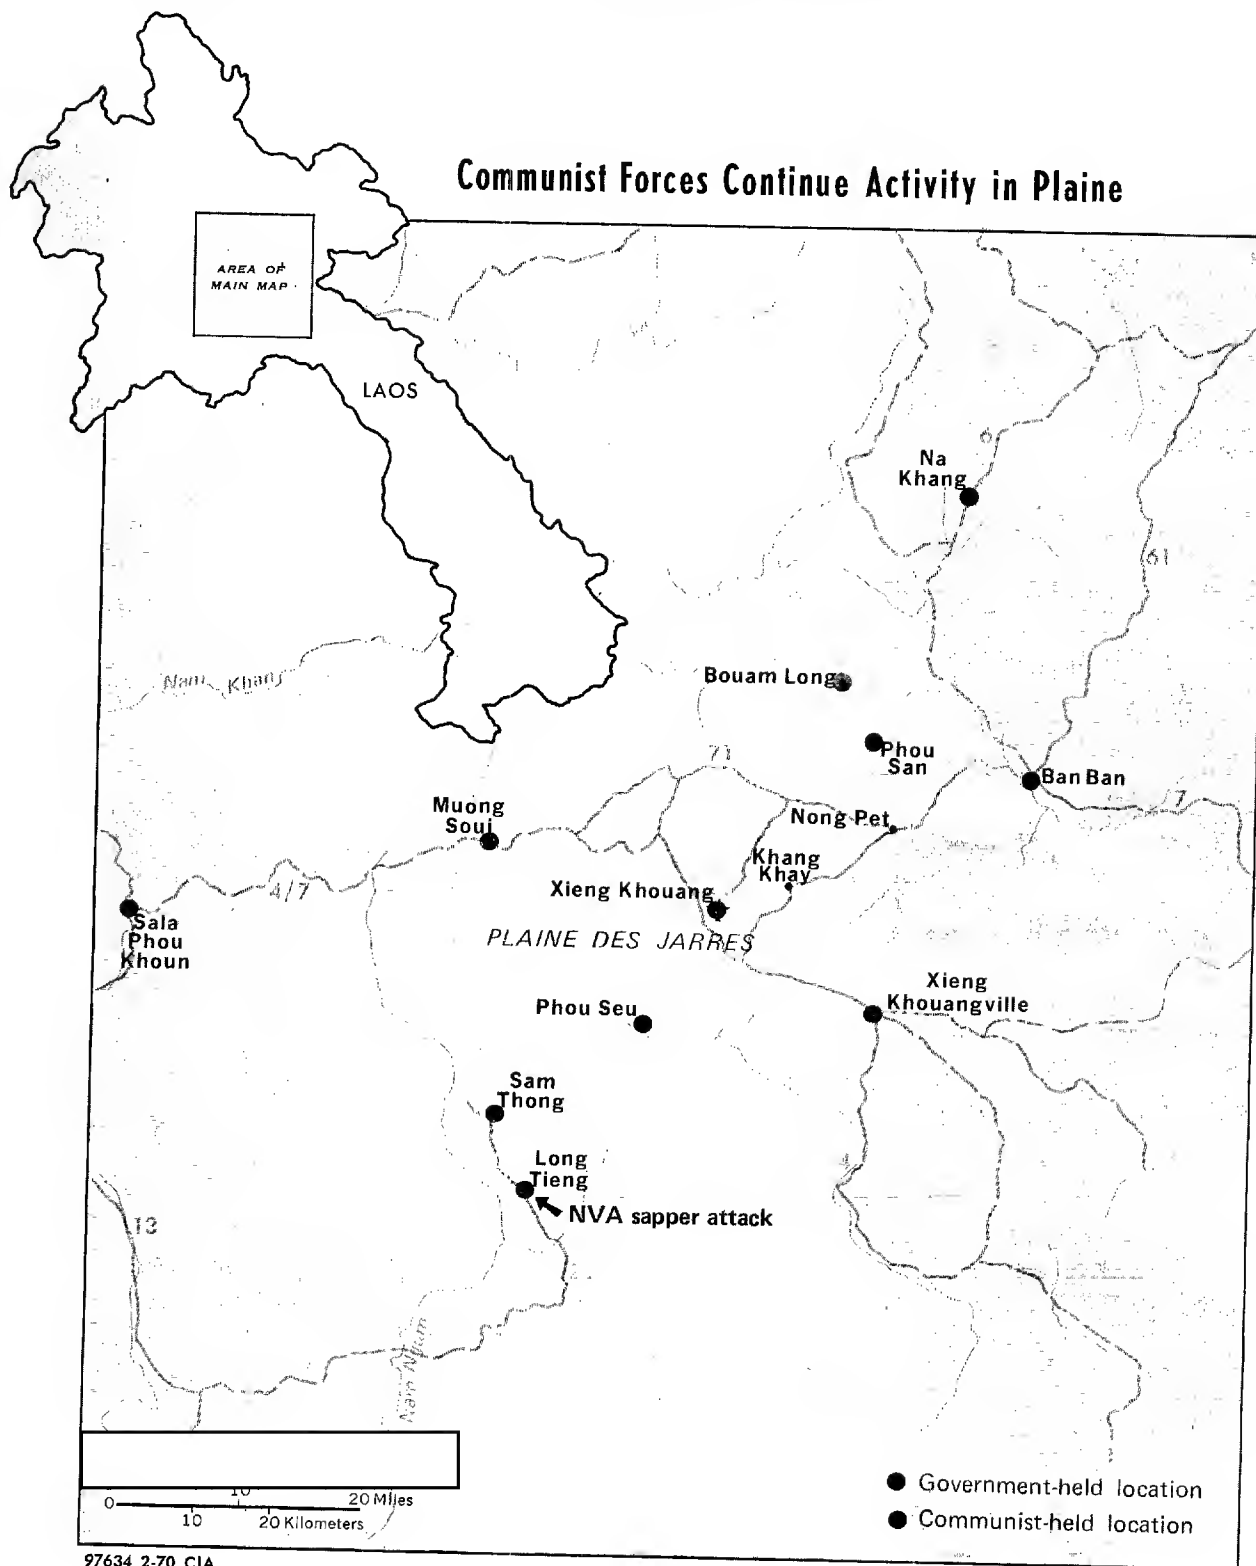 Communist Forces Continue Activity in Plaine
AREA OF
MAIN MAP
LAOS
6
Na
Khang
61
Nam Khan
Bouam Long
Phou
San
71
Ban Ban
7
Muong
Soui
Nong Pet
Khang
Khay
4/7
Xieng Khouang
Sala
Phou
Khoun
PLAINE DES JARRES
Xieng
Khouangville
Phou Seu
Sam
Thong
Long
Tieng
4
NVA sapper attack
13
Nam Ngum
Government-held location
10
0 20 Miles
10 20 Kilometers
Communist-held location
97634 2-70 CIA